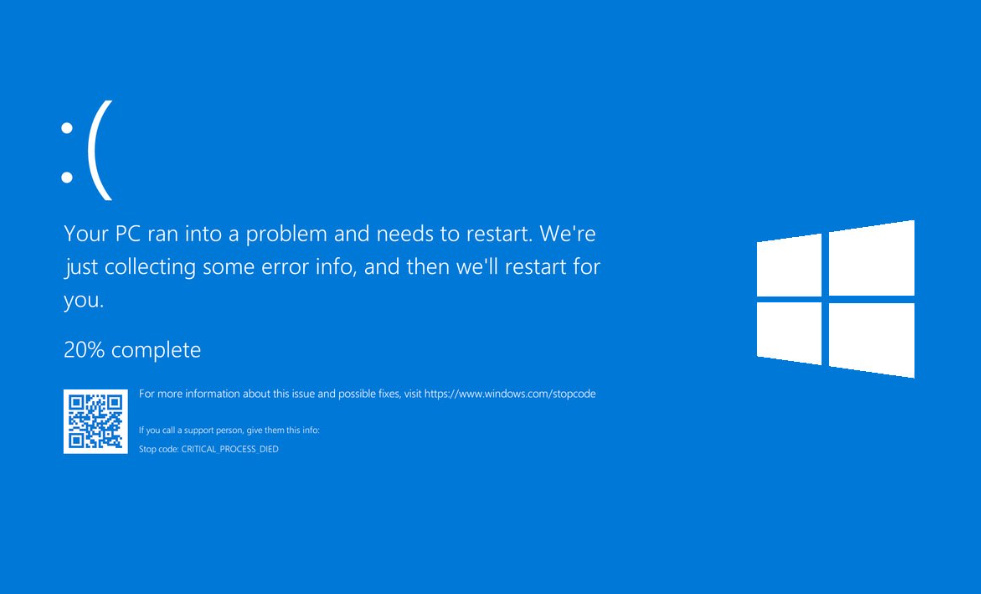 :(
Your PC ran into a problem and needs to restart. We're
just collecting some error info, and then we'll restart for
you.
20% complete
For more information about this issue and possible fixes, visit https://www.windows.com/stopcode
If you call a support person, give them this info:
Stop code: CRITICAL_PROCESS_DIED